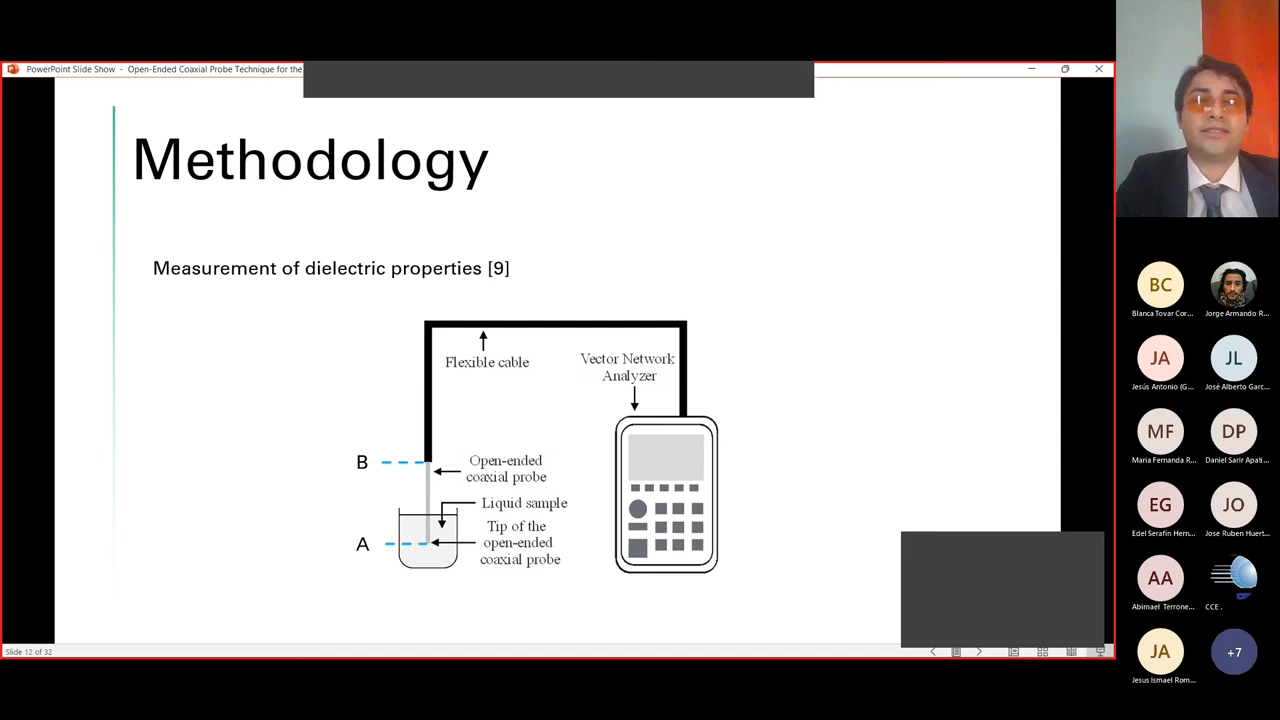 PowerPoint Slide Show - Open-Ended Coaxial Probe Technique for the
Methodology
Measurement of dielectric properties [9]
Flexible cable
Vector Network
Analyzer
B
Open-ended
coaxial probe
Liquid sample
A
Tip of the
open-ended
coaxial probe
Slide 12 of 32
BC
Blanca Tovar Cor...
Jorge Armando R...
JA
Jesús Antonio (G...
JL
José Alberto Garc...
MF
María Fernanda R...
DP
Daniel Sarir Apati...
EG
Edel Serafín Hern...
JO
Jose Ruben Huert...
AA
Abimael Terrone...
CCE .
JA
Jesus Ismael Rom...
+7